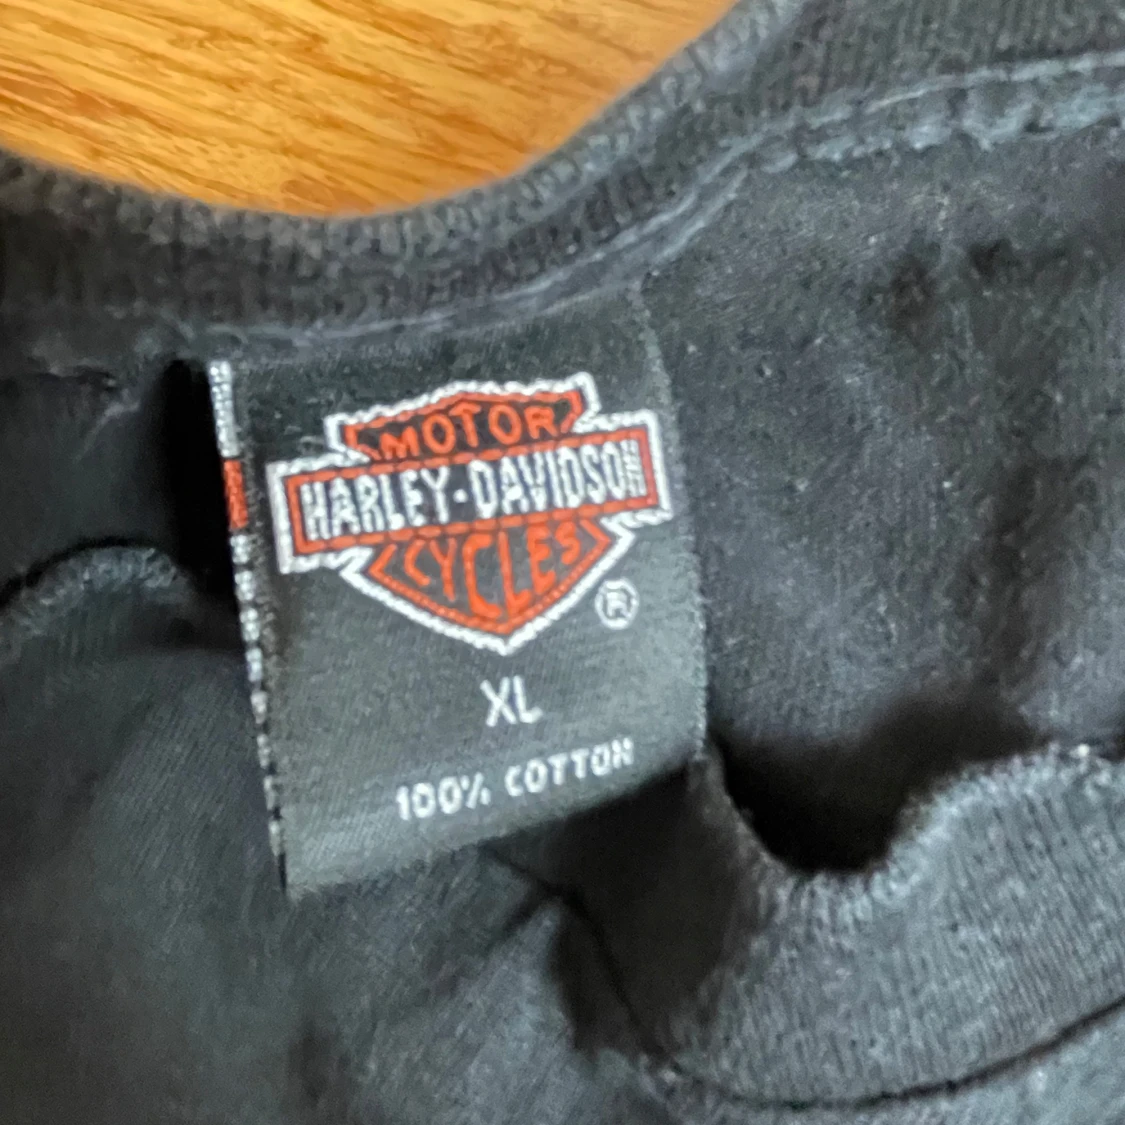 MOTOR
HARLEY-DAVIDSON
CYCLES
®
XL
100% COTTON